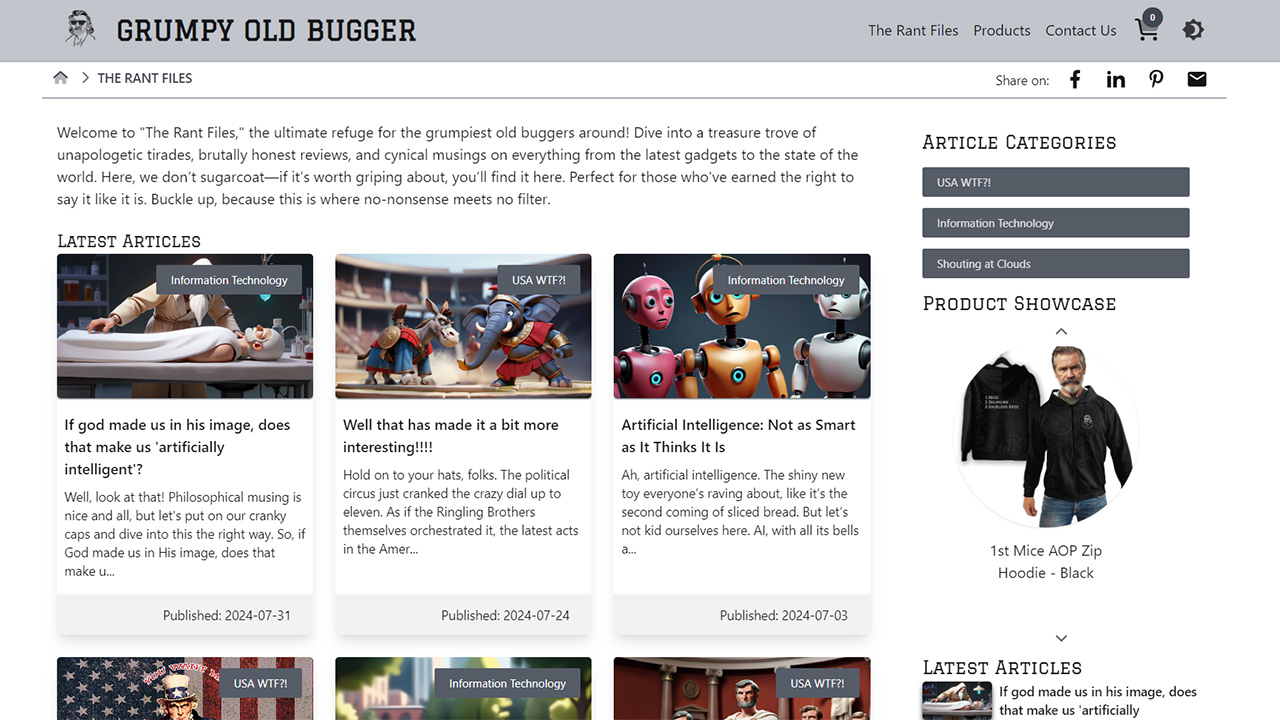 GRUMPY OLD BUGGER
The Rant Files
Products
Contact Us
0
THE RANT FILES
Share on:
Welcome to "The Rant Files," the ultimate refuge for the grumpiest old buggers around! Dive into a treasure trove of
unapologetic tirades, brutally honest reviews, and cynical musings on everything from the latest gadgets to the state of the
world. Here, we don’t sugarcoat—if it’s worth griping about, you’ll find it here. Perfect for those who've earned the right to
say it like it is. Buckle up, because this is where no-nonsense meets no filter.
Latest Articles
Information Technology
If god made us in his image, does
that make us 'artificially
intelligent'?
Well, look at that! Philosophical musing is
nice and all, but let's put on our cranky
caps and dive into this the right way. So, if
God made us in His image, does that
make u...
Published: 2024-07-31
USA WTF?!
Well that has made it a bit more
interesting!!!!
Hold on to your hats, folks. The political
circus just cranked the crazy dial up to
eleven. As if the Ringling Brothers
themselves orchestrated it, the latest acts
in the Amer...
Published: 2024-07-24
Information Technology
Artificial Intelligence: Not as Smart
as It Thinks It Is
Ah, artificial intelligence. The shiny new
toy everyone’s raving about, like it’s the
second coming of sliced bread. But let’s
not kid ourselves here. AI, with all its bells
a...
Published: 2024-07-03
USA WTF?!
YOU WANT M
Information Technology
USA WTF?!
Article Categories
USA WTF?!
Information Technology
Shouting at Clouds
Product Showcase
1. MICE
2. DOLPHINS
3. HAIRLESS APES
1st Mice AOP Zip
Hoodie - Black
Latest Articles
If god made us in his image, does
that make us 'artificially